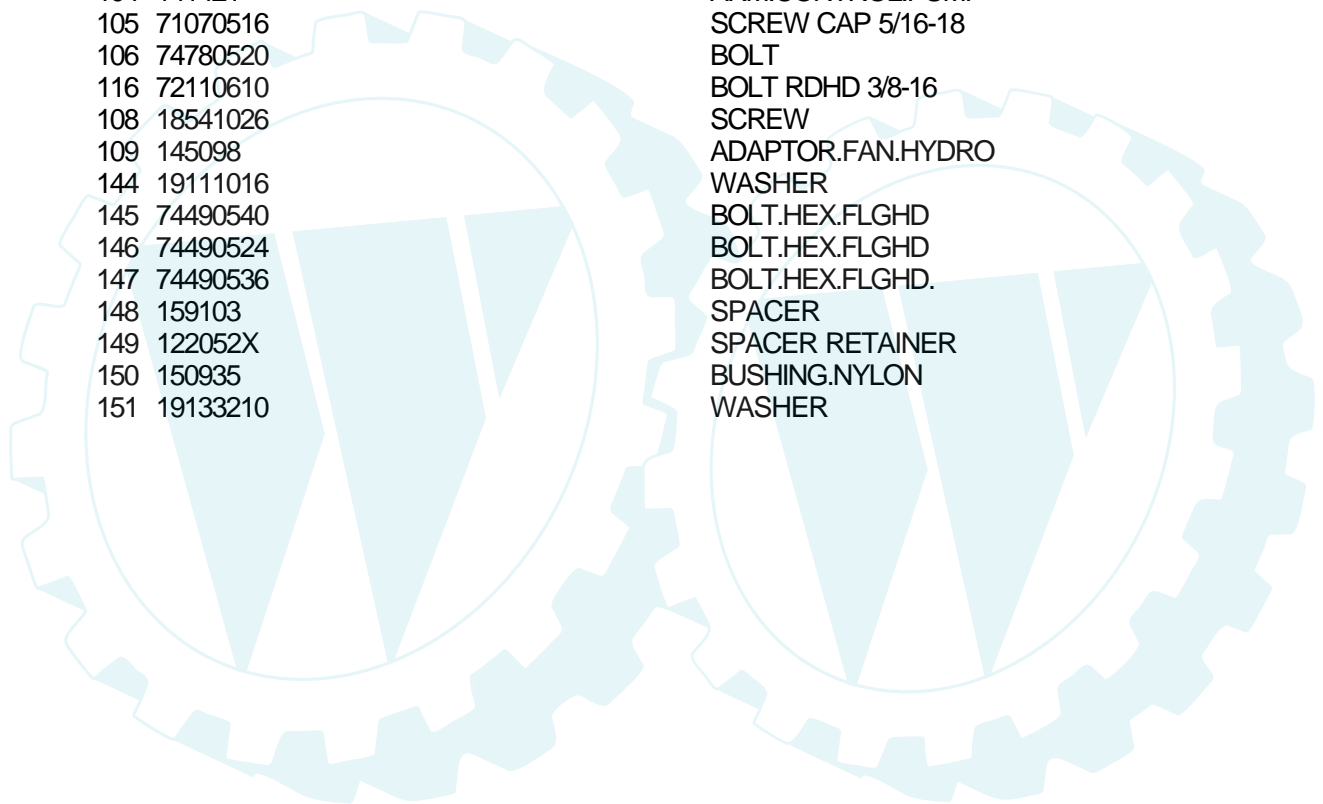 105 71070516 SCREW CAP 5/16-18
106 74780520 BOLT
116 72110610 BOLT RDHD 3/8-16
108 18541026 SCREW
109 145098 ADAPTOR.FAN.HYDRO
144 19111016 WASHER
145 74490540 BOLT.HEX.FLGHD
146 74490524 BOLT.HEX.FLGHD
147 74490536 BOLT.HEX.FLGHD.
148 159103 SPACER
149 122052X SPACER RETAINER
150 150935 BUSHING.NYLON
151 19133210 WASHER